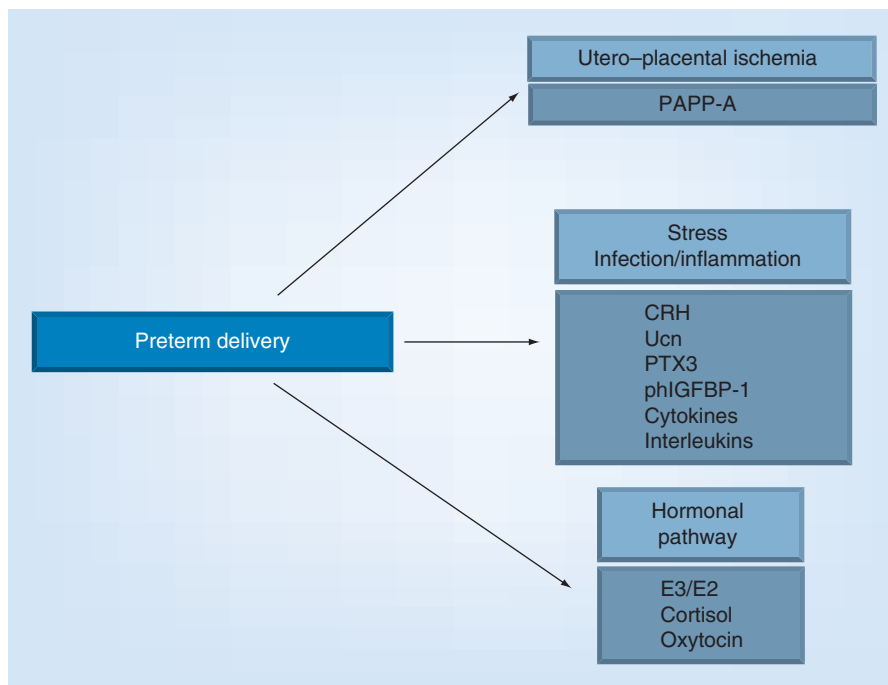 Utero–placental ischemia
PAPP-A
Stress
Infection/inflammation
CRH
Ucn
PTX3
phIGFBP-1
Cytokines
Interleukins
Preterm delivery
Hormonal
pathway
E3/E2
Cortisol
Oxytocin